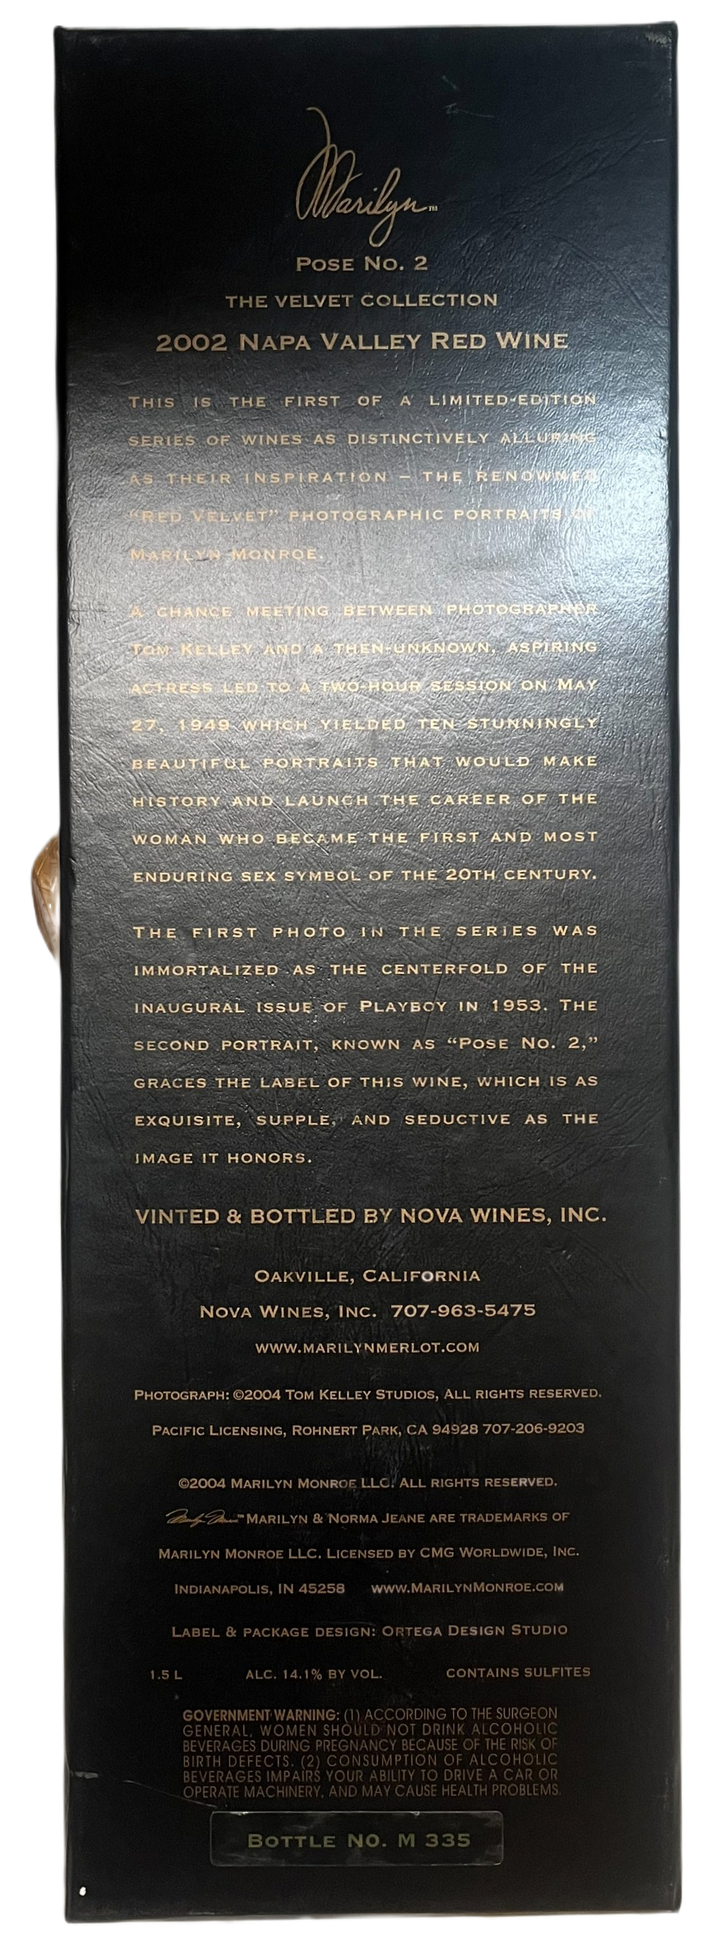 Marilyn™
POSE NO. 2
THE VELVET COLLECTION
2002 NAPA VALLEY RED WINE
THIS IS THE FIRST OF A LIMITED-EDITION
SERIES OF WINES AS DISTINCTIVELY ALLURING
AS THEIR INSPIRATION – THE RENOWNED
“RED VELVET” PHOTOGRAPHIC PORTRAITS OF
MARILYN MONROE.
A CHANCE MEETING BETWEEN PHOTOGRAPHER
TOM KELLEY AND A THEN-UNKNOWN, ASPIRING
ACTRESS LED TO A TWO-HOUR SESSION ON MAY
27, 1949 WHICH YIELDED TEN STUNNINGLY
BEAUTIFUL PORTRAITS THAT WOULD MAKE
HISTORY AND LAUNCH THE CAREER OF THE
WOMAN WHO BECAME THE FIRST AND MOST
ENDURING SEX SYMBOL OF THE 20TH CENTURY.
THE FIRST PHOTO IN THE SERIES WAS
IMMORTALIZED AS THE CENTERFOLD OF THE
INAUGURAL ISSUE OF PLAYBOY IN 1953. THE
SECOND PORTRAIT, KNOWN AS “POSE NO. 2,”
GRACES THE LABEL OF THIS WINE, WHICH IS AS
EXQUISITE, SUPPLE, AND SEDUCTIVE AS THE
IMAGE IT HONORS.
VINTED & BOTTLED BY NOVA WINES, INC.
OAKVILLE, CALIFORNIA
NOVA WINES, INC. 707-963-5475
WWW.MARILYNMERLOT.COM
PHOTOGRAPH: ©2004 TOM KELLEY STUDIOS, ALL RIGHTS RESERVED.
PACIFIC LICENSING, ROHNERT PARK, CA 94928 707-206-9203
©2004 MARILYN MONROE LLC. ALL RIGHTS RESERVED.
Marilyn Monroe™ MARILYN & NORMA JEANE ARE TRADEMARKS OF
MARILYN MONROE LLC. LICENSED BY CMG WORLDWIDE, INC.
INDIANAPOLIS, IN 45258 WWW.MARILYNMONROE.COM
LABEL & PACKAGE DESIGN: ORTEGA DESIGN STUDIO
1.5 L ALC. 14.1% BY VOL. CONTAINS SULFITES
GOVERNMENT WARNING: (1) ACCORDING TO THE SURGEON
GENERAL, WOMEN SHOULD NOT DRINK ALCOHOLIC
BEVERAGES DURING PREGNANCY BECAUSE OF THE RISK OF
BIRTH DEFECTS. (2) CONSUMPTION OF ALCOHOLIC
BEVERAGES IMPAIRS YOUR ABILITY TO DRIVE A CAR OR
OPERATE MACHINERY, AND MAY CAUSE HEALTH PROBLEMS.
BOTTLE NO. M 335